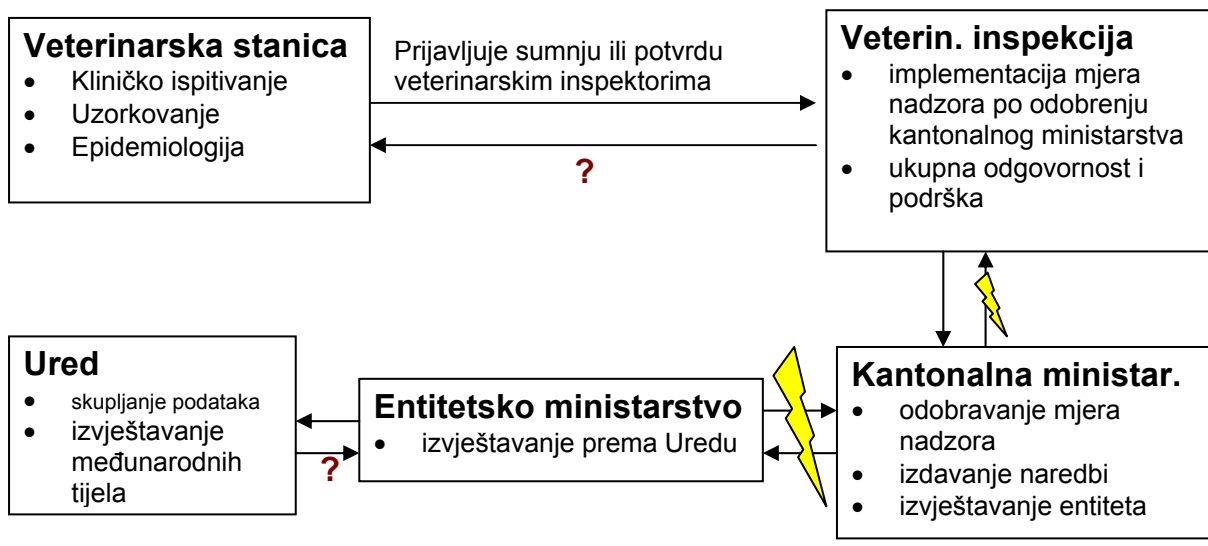 Veterinarska stanica
• Kliničko ispitivanje
• Uzorkovanje
• Epidemiologija
Prijavljuje sumnju ili potvrdu
veterinarskim inspektorima
?
Veterin. inspekcija
• implementacija mjera
nadzora po odobrenju
kantonalnog ministarstva
• ukupna odgovornost i
podrška
Ured
• skupljanje podataka
• izvještavanje
međunarodnih
tijela
?
Entitetsko ministarstvo
• izvještavanje prema Uredu
Kantonalna ministar.
• odobravanje mjera
nadzora
• izdavanje naredbi
• izvještavanje entiteta